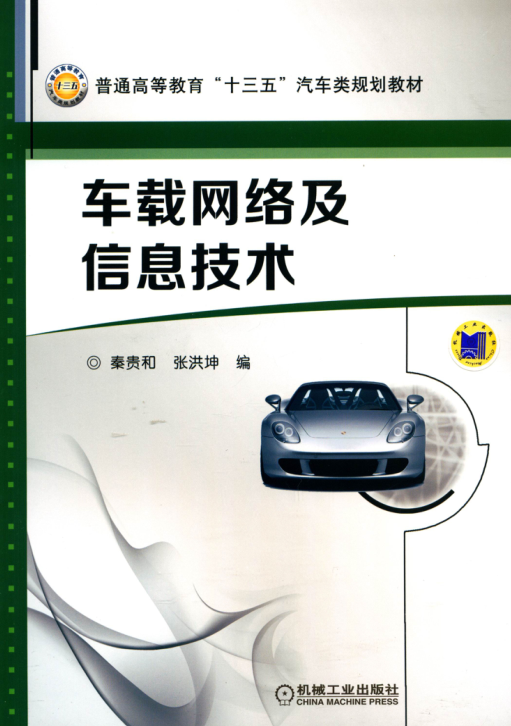 普通高等教育“十三五”汽车类规划教材
车载网络及
信息技术
◎ 秦贵和 张洪坤 编
机械工业出版社
CHINA MACHINE PRESS